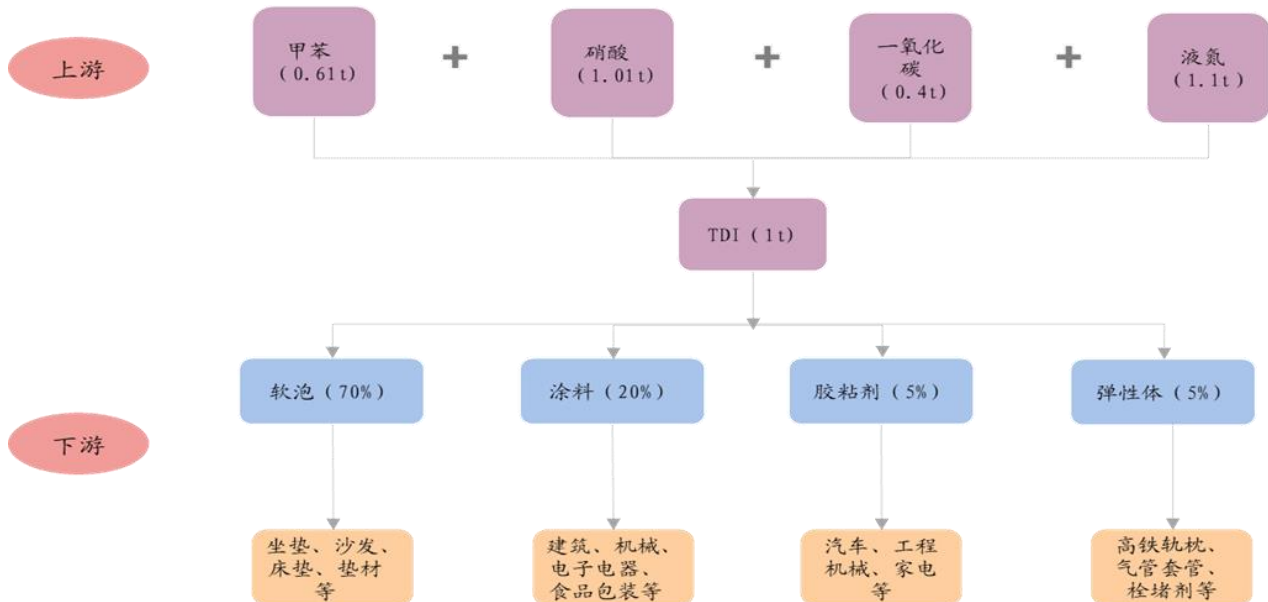 上游
甲苯
(0.61t)
+
硝酸
(1.01t)
+
一氧化
碳
(0.4t)
+
液氮
(1.1t)
TDI(1t)
软泡(70%)
涂料(20%)
胶粘剂(5%)
弹性体(5%)
下游
坐垫、沙发、
床垫、垫材
等
建筑、机械、
电子电器、
食品包装等
汽车、工程
机械、家电
等
高铁轨枕、
气管套管、
栓堵剂等